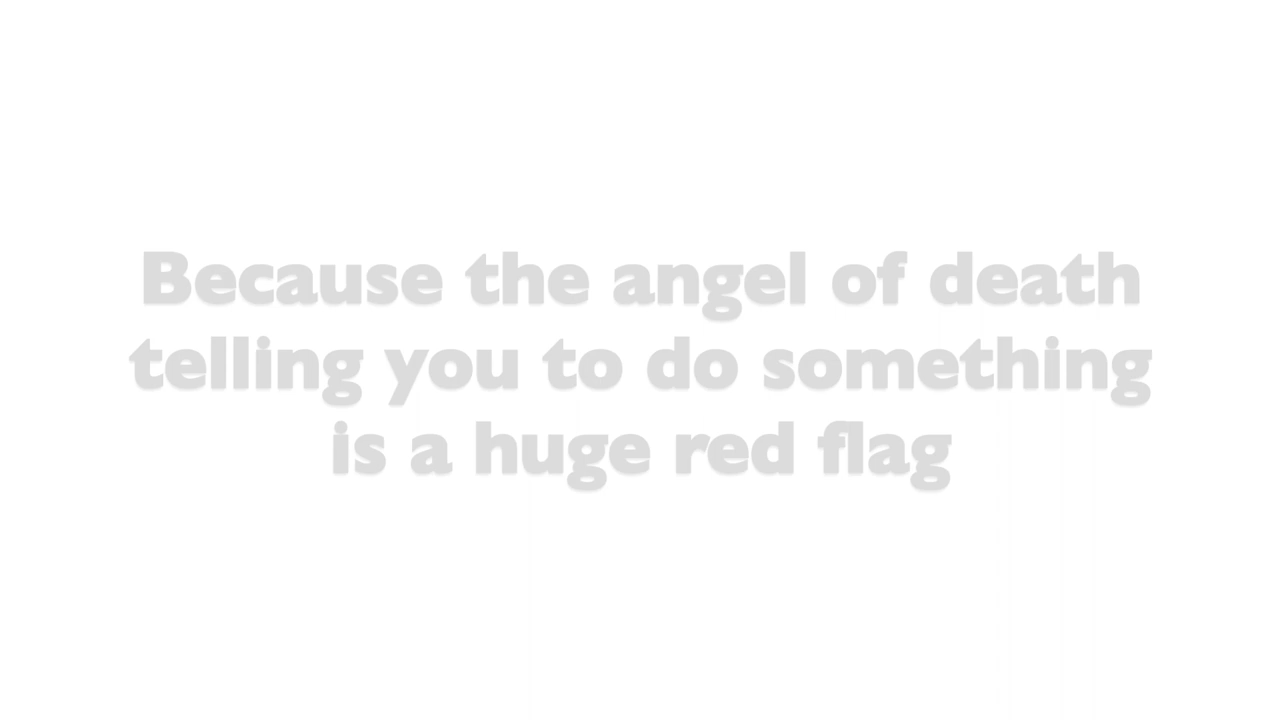 Because the angel of death
telling you to do something
is a huge red flag